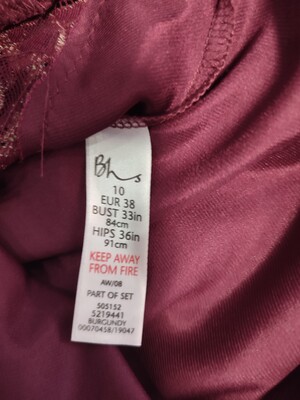 Bhs
10
EUR 38
BUST 33in
84cm
HIPS 36in
91cm
KEEP AWAY
FROM FIRE
AW/08
PART OF SET
S05152
5219441
BURGUNDY
00070458/19047